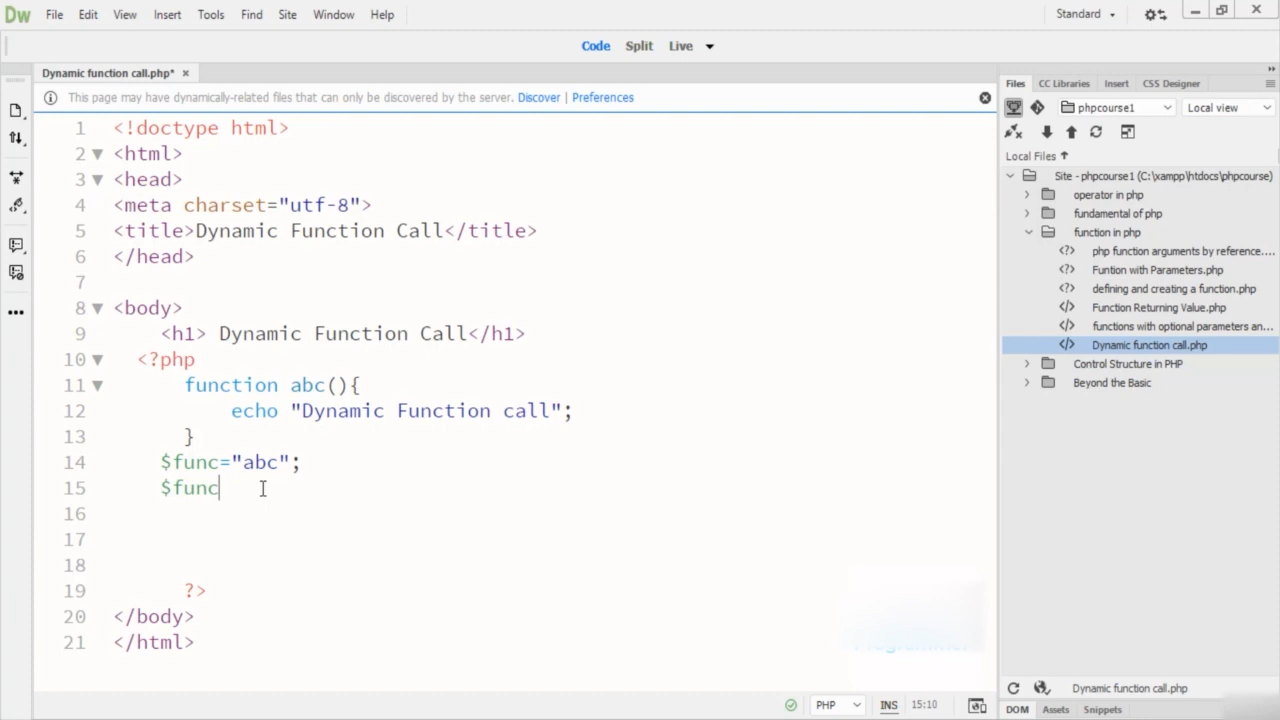 Dw File Edit View Insert Tools Find Site Window Help Standard
Code Split Live
Dynamic function call.php* ×
This page may have dynamically-related files that can only be discovered by the server. Discover | Preferences
1 <!doctype html>
2 <html>
3 <head>
4 <meta charset="utf-8">
5 <title>Dynamic Function Call</title>
6 </head>
7
8 <body>
9 <h1> Dynamic Function Call</h1>
10 <?php
11 function abc(){
12 echo "Dynamic Function call";
13 }
14 $func="abc";
15 $func
16
17
18
19 ?>
20 </body>
21 </html>
PHP INS 15:10
Files CC Libraries Insert CSS Designer
phpcourse1 Local view
Local Files
Site - phpcourse1 (C:\xampp\htdocs\phpcourse)
operator in php
fundamental of php
function in php
php function arguments by reference....
Funtion with Parameters.php
defining and creating a function.php
Function Returning Value.php
functions with optional parameters an...
Dynamic function call.php
Control Structure in PHP
Beyond the Basic
Dynamic function call.php
DOM Assets Snippets